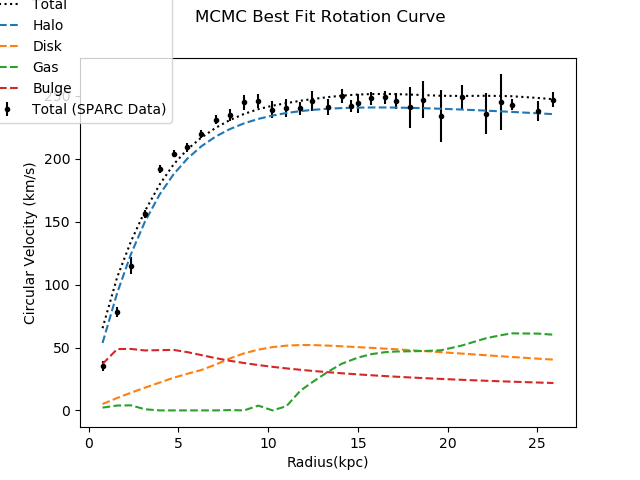 MCMC Best Fit Rotation Curve
Total
Halo
Disk
Gas
Bulge
Total (SPARC Data)
250
200
150
100
50
0
Circular Velocity (km/s)
0 5 10 15 20 25
Radius(kpc)